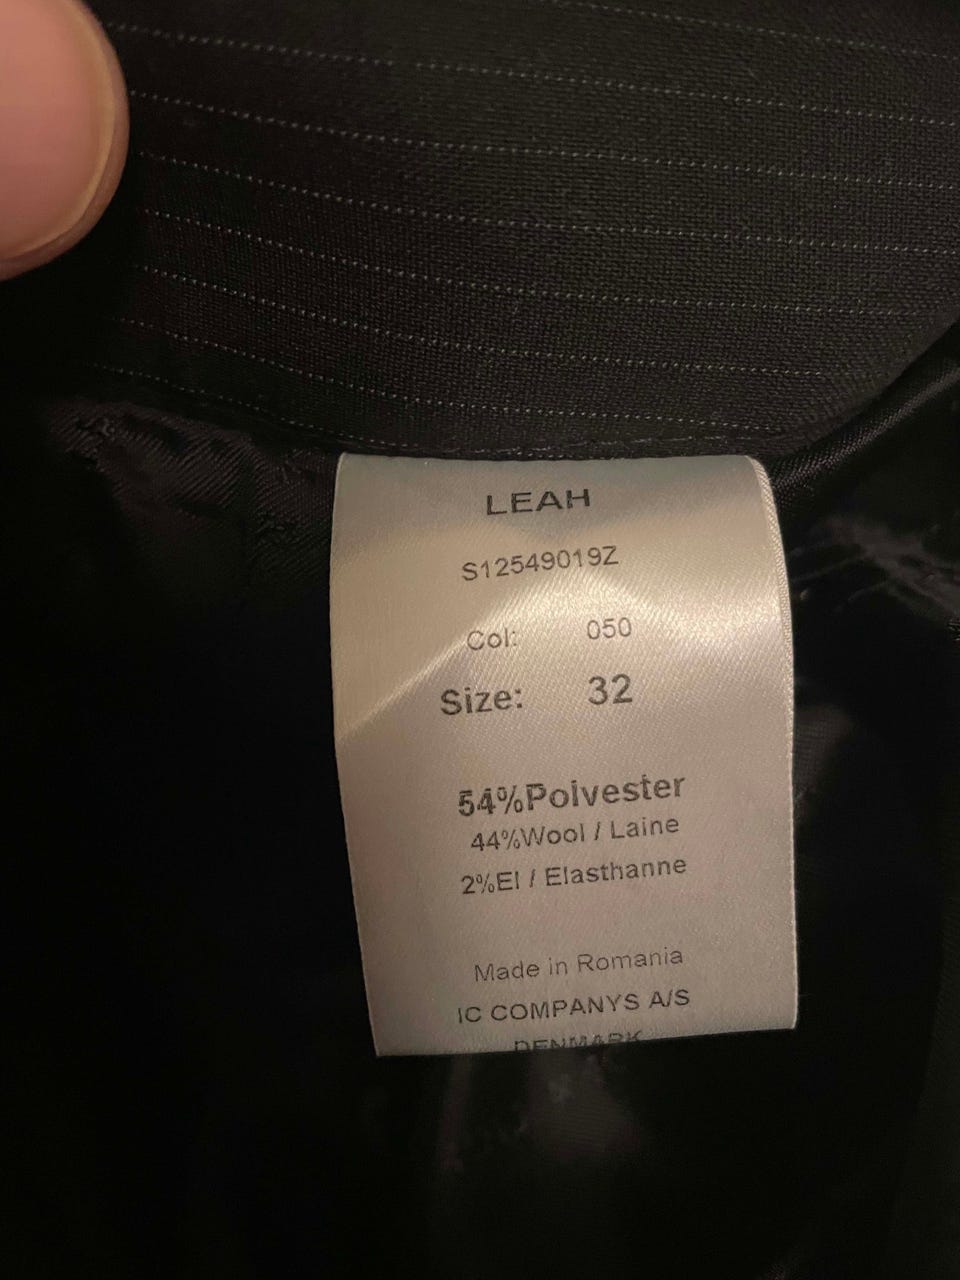 LEAH
S12549019Z
Col: 050
Size: 32
54%Polyester
44%Wool / Laine
2%El / Elasthanne
Made in Romania
IC COMPANYS A/S
DENMARK